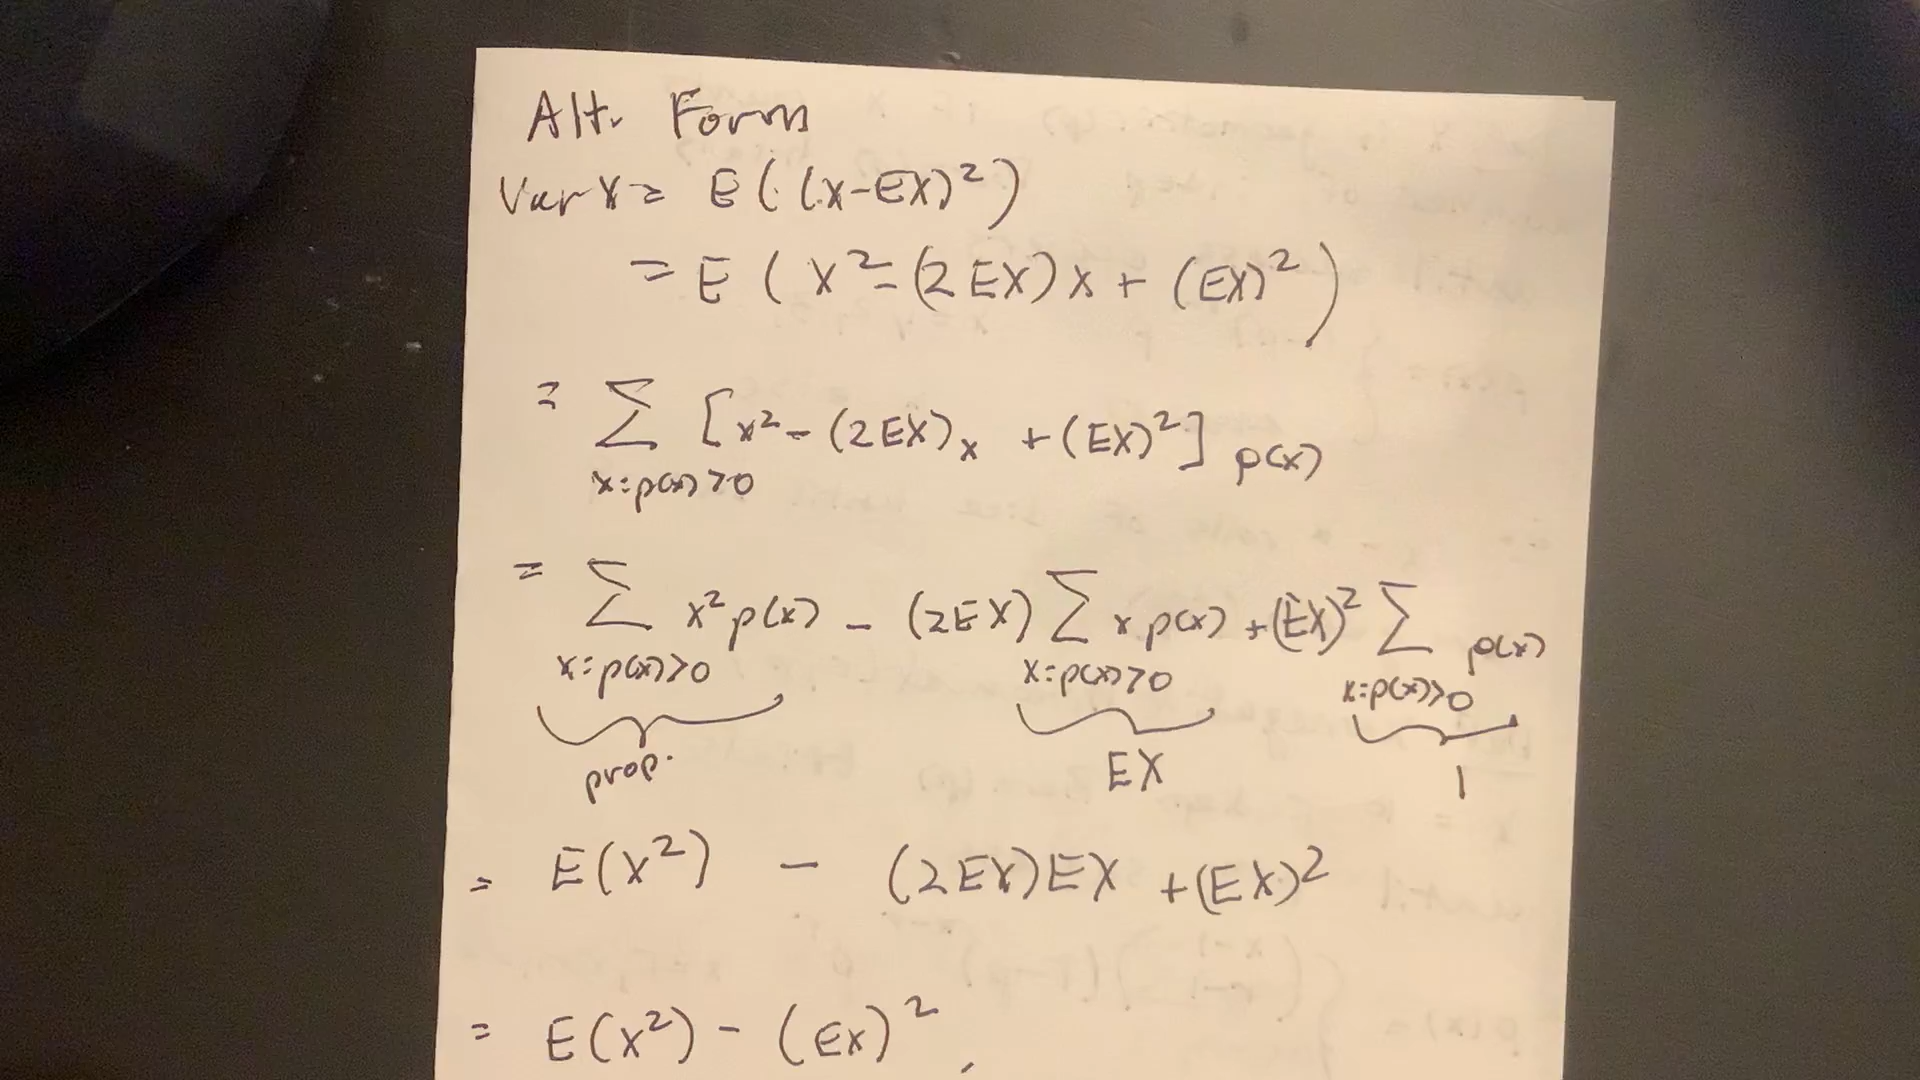 Alt. Form
Var X = E((X-EX)²)
= E(X² - (2EX)X + (EX)²)
= ∑ [x² - (2EX)x + (EX)²] p(x)
x:p(x)>0
= ∑ x² p(x) - (2EX) ∑ x p(x) + (EX)² ∑ p(x)
x:p(x)>0 x:p(x)>0 x:p(x)>0
prop. EX 1
= E(X²) - (2EX)EX + (EX)²
= E(X²) - (EX)².